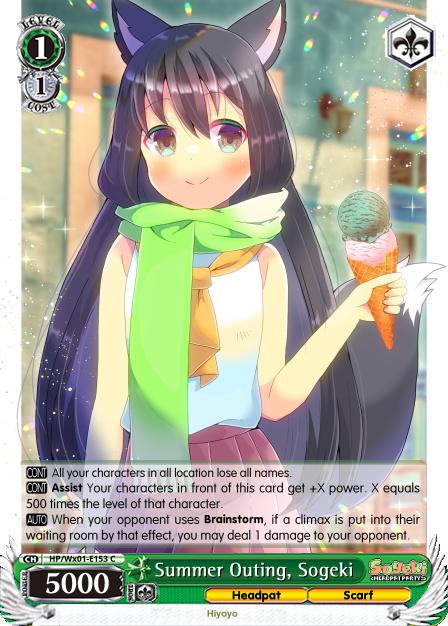 LEVEL
1
1
COST
CONT All your characters in all location lose all names.
CONT Assist Your characters in front of this card get +X power. X equals
500 times the level of that character.
AUTO When your opponent uses Brainstorm, if a climax is put into their
waiting room by that effect, you may deal 1 damage to your opponent.
CH HP/Wx01-E153 C
POWER 5000 SOUL Summer Outing, Sogeki Sogeki
HEADPAT PARTY
Headpat Scarf
Hiyoyo